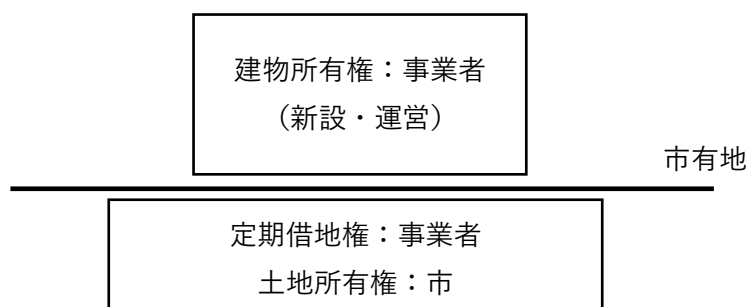 建物所有権：事業者
（新設・運営）
市有地
定期借地権：事業者
土地所有権：市